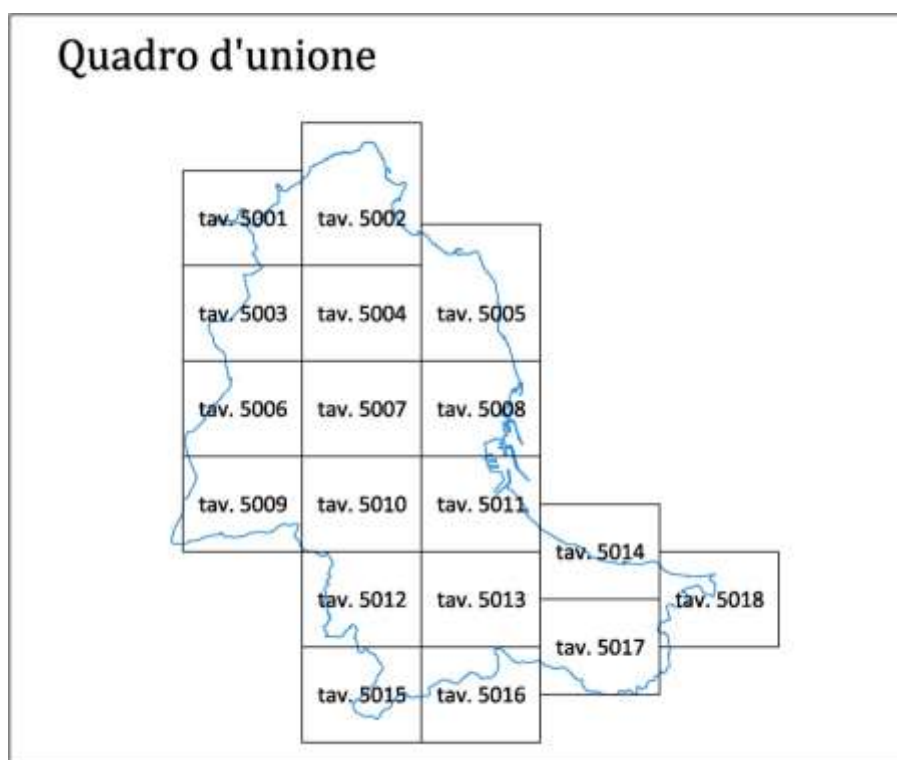 Quadro d'unione
tav. 5001
tav. 5002
tav. 5003
tav. 5004
tav. 5005
tav. 5006
tav. 5007
tav. 5008
tav. 5009
tav. 5010
tav. 5011
tav. 5014
tav. 5012
tav. 5013
tav. 5018
tav. 5017
tav. 5015
tav. 5016